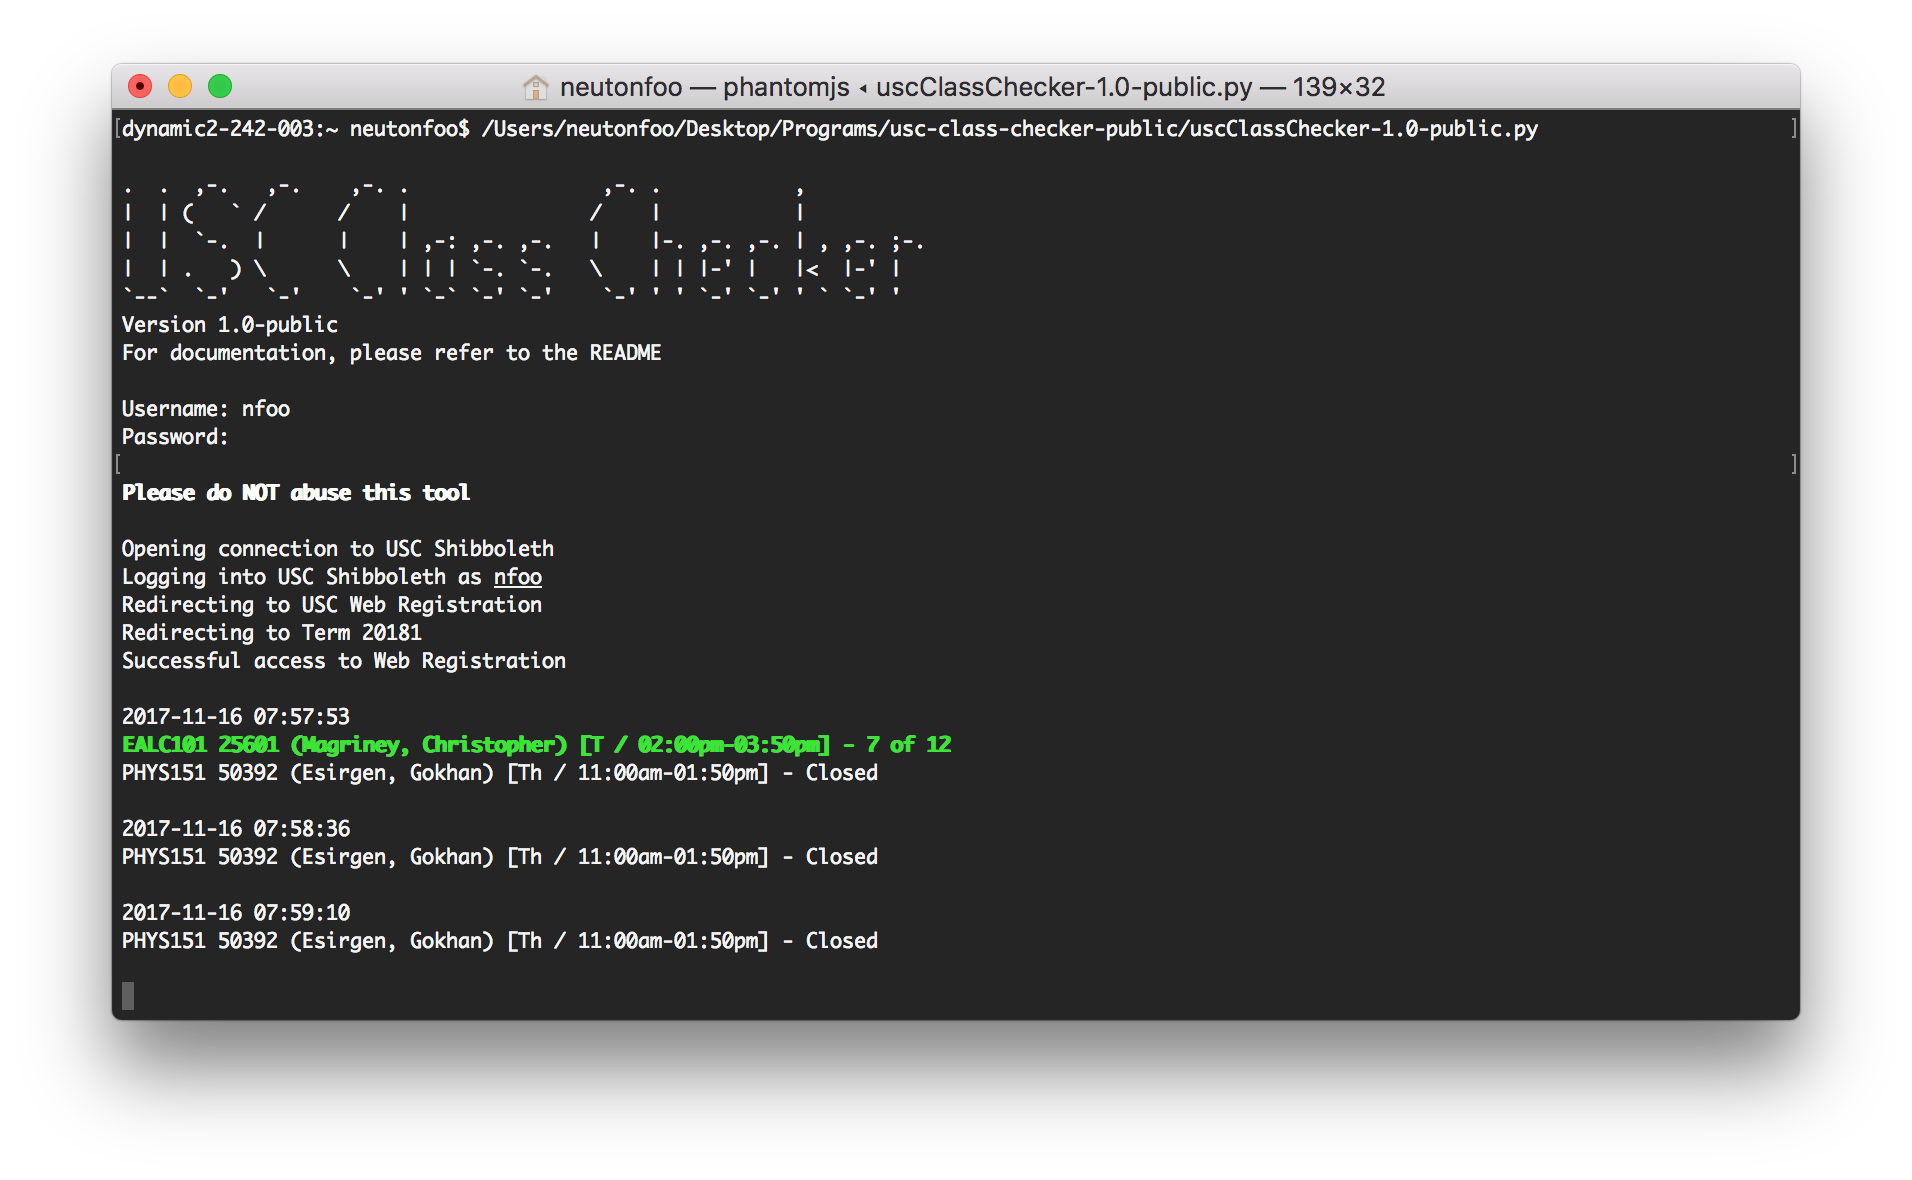 neutonfoo — phantomjs ◂ uscClassChecker-1.0-public.py — 139×32
[dynamic2-242-003:~ neutonfoo$ /Users/neutonfoo/Desktop/Programs/usc-class-checker-public/uscClassChecker-1.0-public.py ]
USC Class Checker
Version 1.0-public
For documentation, please refer to the README
Username: nfoo
Password:
[ ]
Please do NOT abuse this tool
Opening connection to USC Shibboleth
Logging into USC Shibboleth as nfoo
Redirecting to USC Web Registration
Redirecting to Term 20181
Successful access to Web Registration
2017-11-16 07:57:53
EALC101 25601 (Magriney, Christopher) [T / 02:00pm-03:50pm] - 7 of 12
PHYS151 50392 (Esirgen, Gokhan) [Th / 11:00am-01:50pm] - Closed
2017-11-16 07:58:36
PHYS151 50392 (Esirgen, Gokhan) [Th / 11:00am-01:50pm] - Closed
2017-11-16 07:59:10
PHYS151 50392 (Esirgen, Gokhan) [Th / 11:00am-01:50pm] - Closed